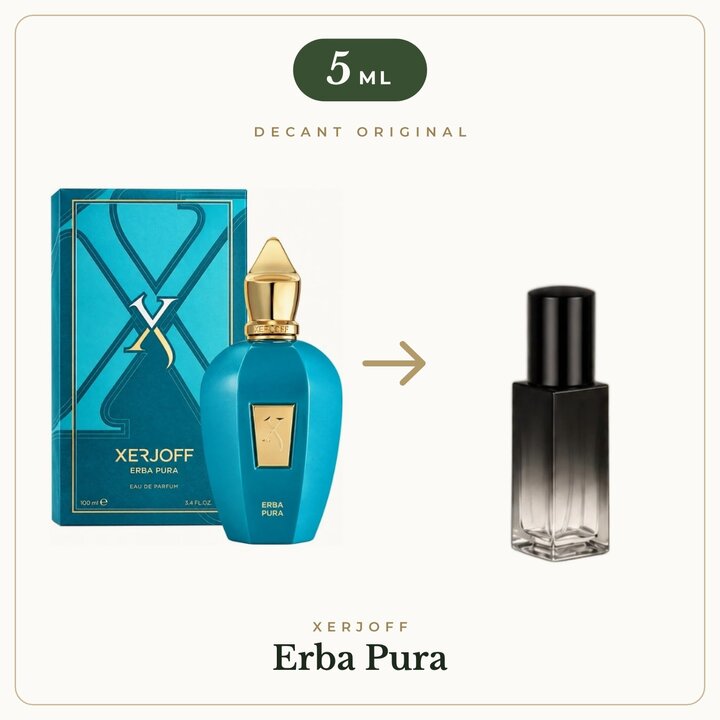 5 ML
DECANT ORIGINAL
X
XERJOFF
ERBA PURA
EAU DE PARFUM
100 ml e 3.4 FL.OZ.
XERJOFF
X
ERBA
PURA
XERJOFF
Erba Pura